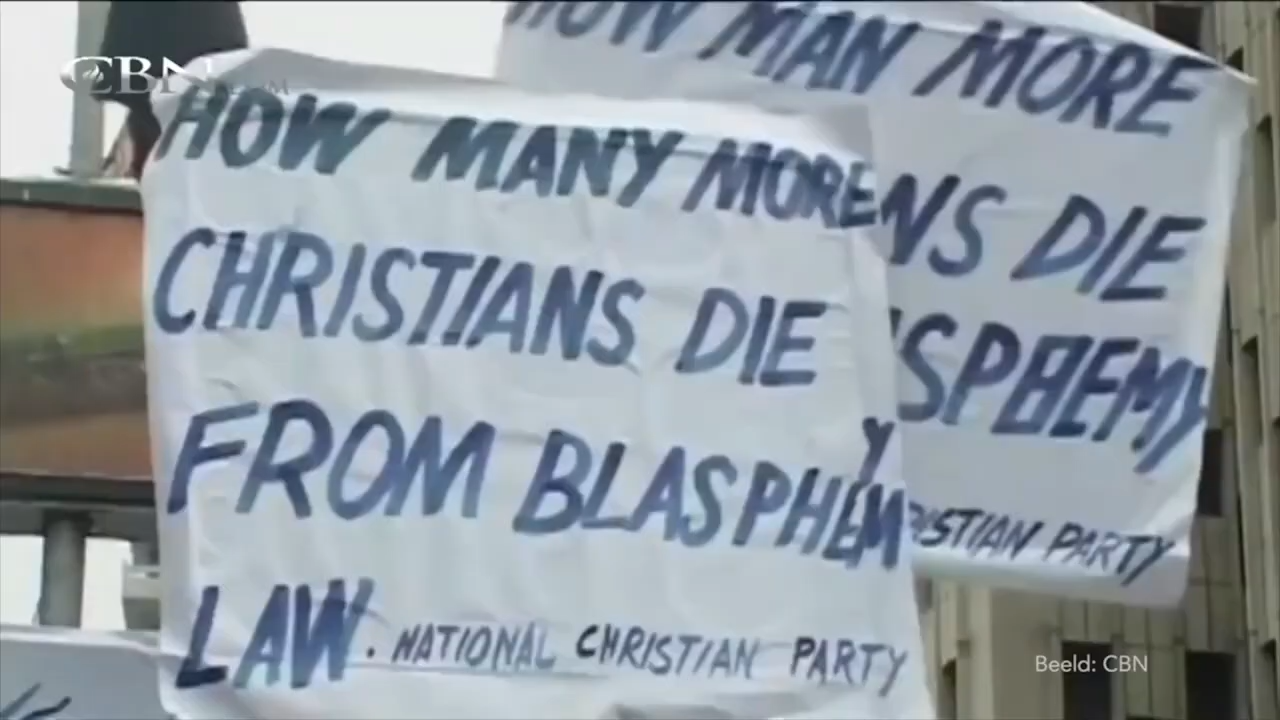 CBN.COM
HOW MANY MORE
CHRISTIANS DIE
FROM BLASPHEMY
LAW. NATIONAL CHRISTIAN PARTY
HOW MAN MORE
NS DIE
SPHEMY
ISTIAN PARTY
Beeld: CBN